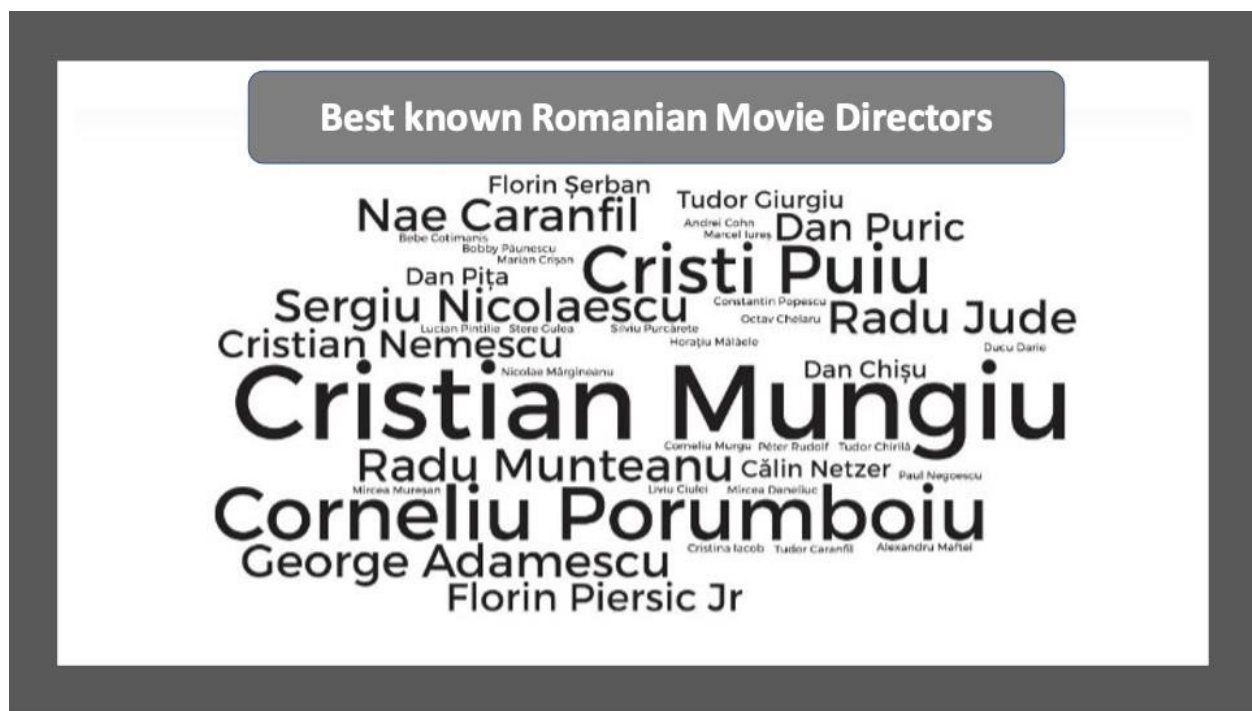 Best known Romanian Movie Directors
Florin Șerban
Tudor Giurgiu
Nae Caranfil
Andrei Cohn
Dan Puric
Marcel Iureș
Bebe Cotimanis
Bobby Păunescu
Marian Crișan
Cristi Puiu
Dan Pița
Sergiu Nicolaescu
Constantin Popescu
Radu Jude
Octav Chelaru
Lucian Pintilie
Stere Gulea
Silviu Purcărete
Cristian Nemescu
Horațiu Mălăele
Ducu Darie
Nicolae Mărgineanu
Dan Chișu
Cristian Mungiu
Corneliu Murgu
Péter Rudolf
Tudor Chirilă
Radu Munteanu
Călin Netzer
Paul Negoescu
Mircea Mureșan
Liviu Ciulei
Mircea Daneliuc
Corneliu Porumboiu
Cristina Iacob
Tudor Caranfil
Alexandru Maftei
George Adamescu
Florin Piersic Jr